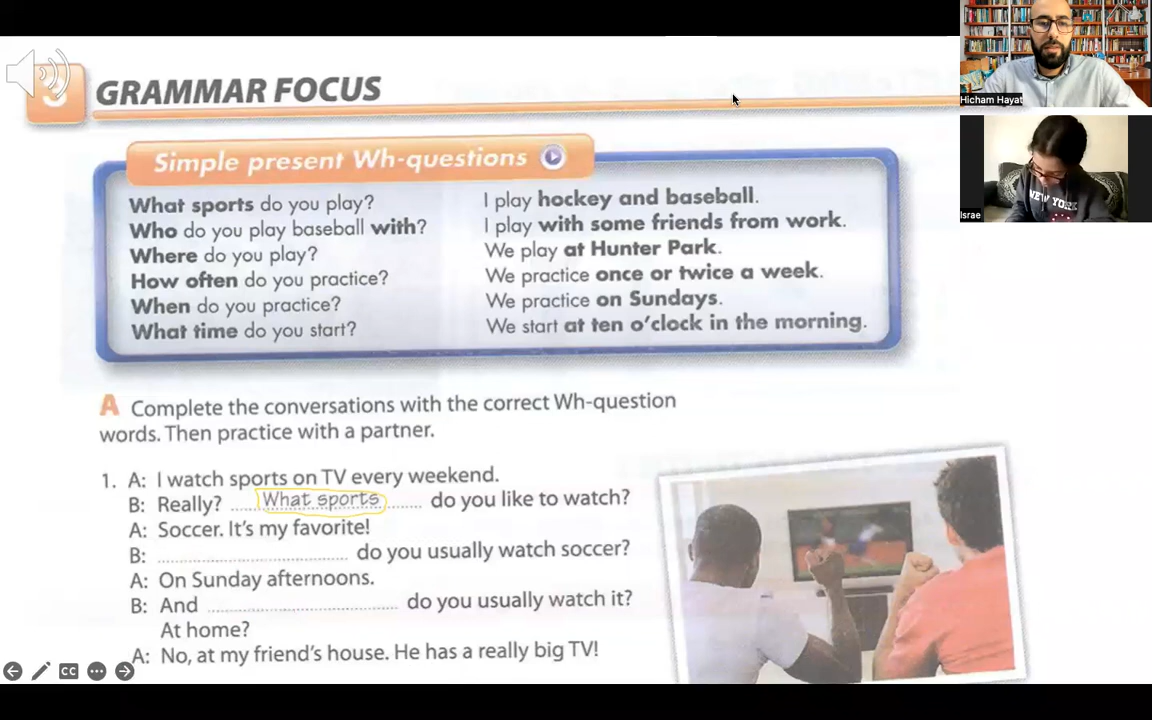 Hicham Hayat
Israe
NEW YORK
GRAMMAR FOCUS
Simple present Wh-questions
What sports do you play? I play hockey and baseball.
Who do you play baseball with? I play with some friends from work.
Where do you play? We play at Hunter Park.
How often do you practice? We practice once or twice a week.
When do you practice? We practice on Sundays.
What time do you start? We start at ten o'clock in the morning.
A Complete the conversations with the correct Wh-question
words. Then practice with a partner.
1. A: I watch sports on TV every weekend.
B: Really? What sports do you like to watch?
A: Soccer. It's my favorite!
B: ........................ do you usually watch soccer?
A: On Sunday afternoons.
B: And ........................ do you usually watch it?
At home?
A: No, at my friend's house. He has a really big TV!
CC